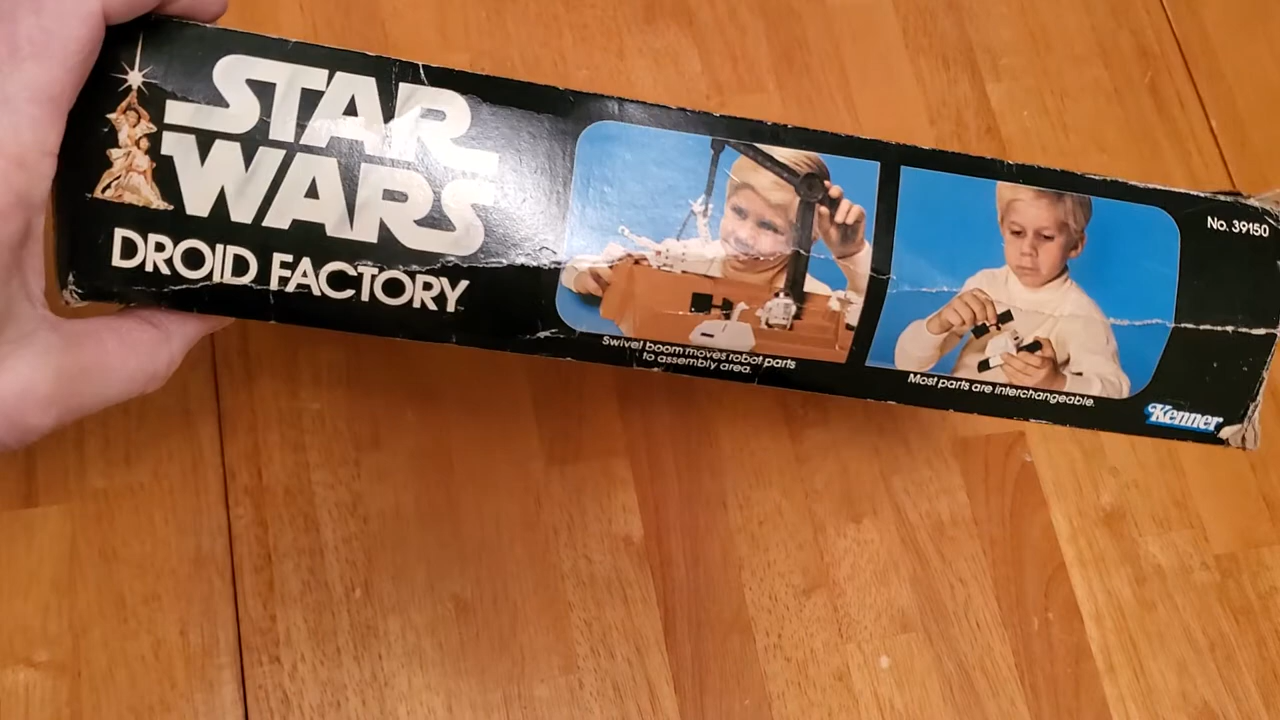 STAR
WARS
DROID FACTORY
Swivel boom moves robot parts
to assembly area.
Most parts are interchangeable.
No. 39150
Kenner